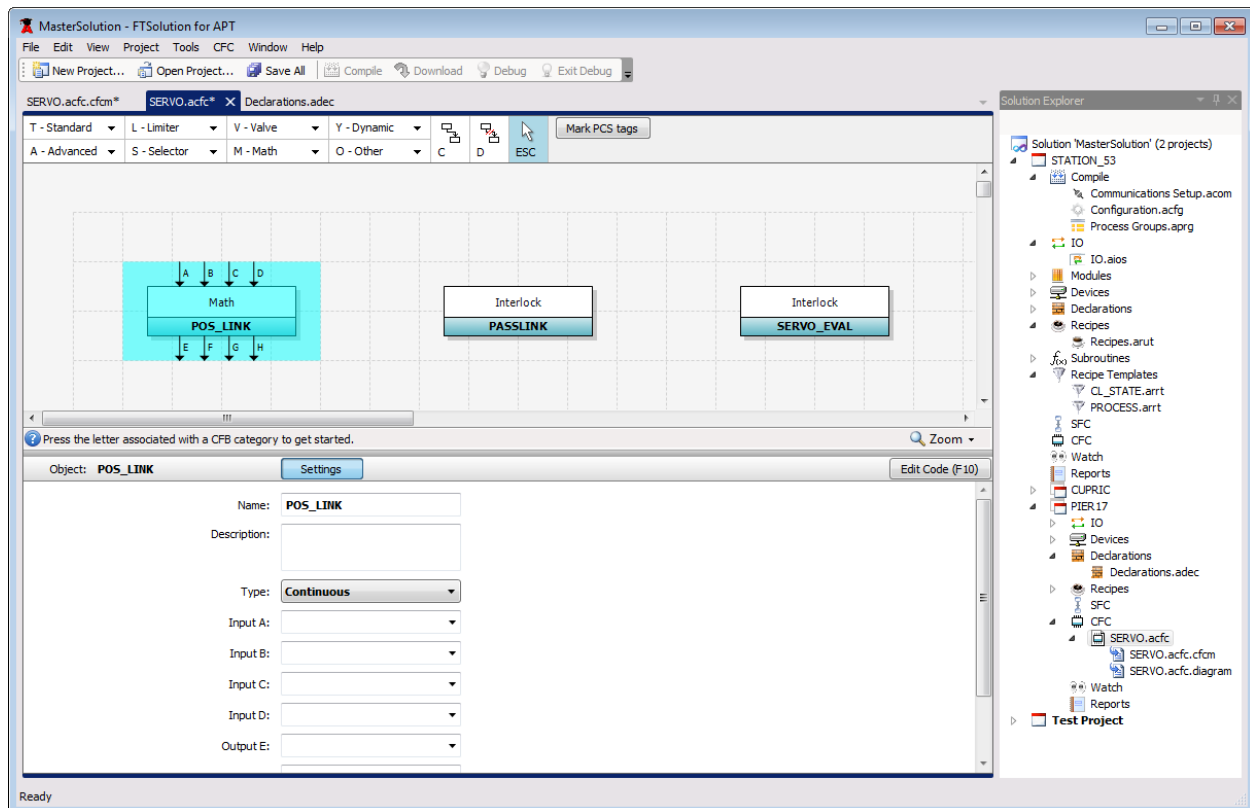 MasterSolution - FTSolution for APT
File Edit View Project Tools CFC Window Help
New Project... Open Project... Save All Compile Download Debug Exit Debug
SERVO.acfc.cfcm* SERVO.acfc* X Declarations.adec
T - Standard L - Limiter V - Valve Y - Dynamic
A - Advanced S - Selector M - Math O - Other C D ESC
Mark PCS tags
A B C D
Math
POS_LINK
E F G H
Interlock
PASSLINK
Interlock
SERVO_EVAL
Press the letter associated with a CFB category to get started. Zoom
Object: POS_LINK Settings Edit Code (F10)
Name: POS_LINK
Description:
Type: Continuous
Input A:
Input B:
Input C:
Input D:
Output E:
Solution Explorer
Solution 'MasterSolution' (2 projects)
STATION_53
Compile
Communications Setup.acom
Configuration.acfg
Process Groups.aprg
IO
IO.aios
Modules
Devices
Declarations
Recipes
Recipes.arut
f(x) Subroutines
Recipe Templates
CL_STATE.arrt
PROCESS.arrt
SFC
CFC
Watch
Reports
CUPRIC
PIER17
IO
Devices
Declarations
Declarations.adec
Recipes
SFC
CFC
SERVO.acfc
SERVO.acfc.cfcm
SERVO.acfc.diagram
Watch
Reports
Test Project
Ready